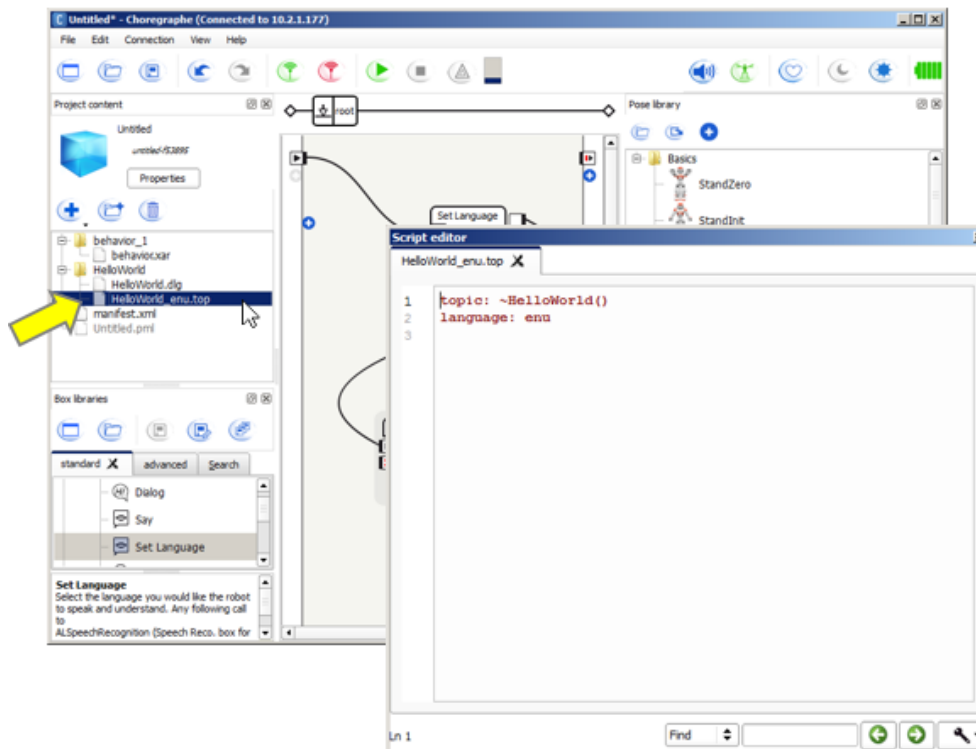 Untitled* - Choregraphe (Connected to 10.2.1.177)
File Edit Connection View Help
Project content
Untitled
untitled-f53895
Properties
behavior_1
behavior.xar
HelloWorld
HelloWorld.dlg
HelloWorld_enu.top
manifest.xml
Untitled.pml
Box libraries
standard advanced Search
Dialog
Say
Set Language
Set Language
Select the language you would like the robot
to speak and understand. Any following call
to
ALSpeechRecognition (Speech Reco. box for
root
Set Language
Pose library
Basics
StandZero
StandInit
Script editor
HelloWorld_enu.top
1 topic: ~HelloWorld()
2 language: enu
3
Ln 1
Find